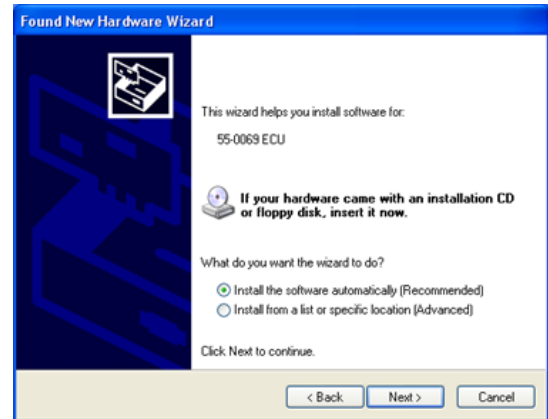 Found New Hardware Wizard
This wizard helps you install software for:
55-0069 ECU
If your hardware came with an installation CD
or floppy disk, insert it now.
What do you want the wizard to do?
Install the software automatically (Recommended)
Install from a list or specific location (Advanced)
Click Next to continue.
< Back Next > Cancel